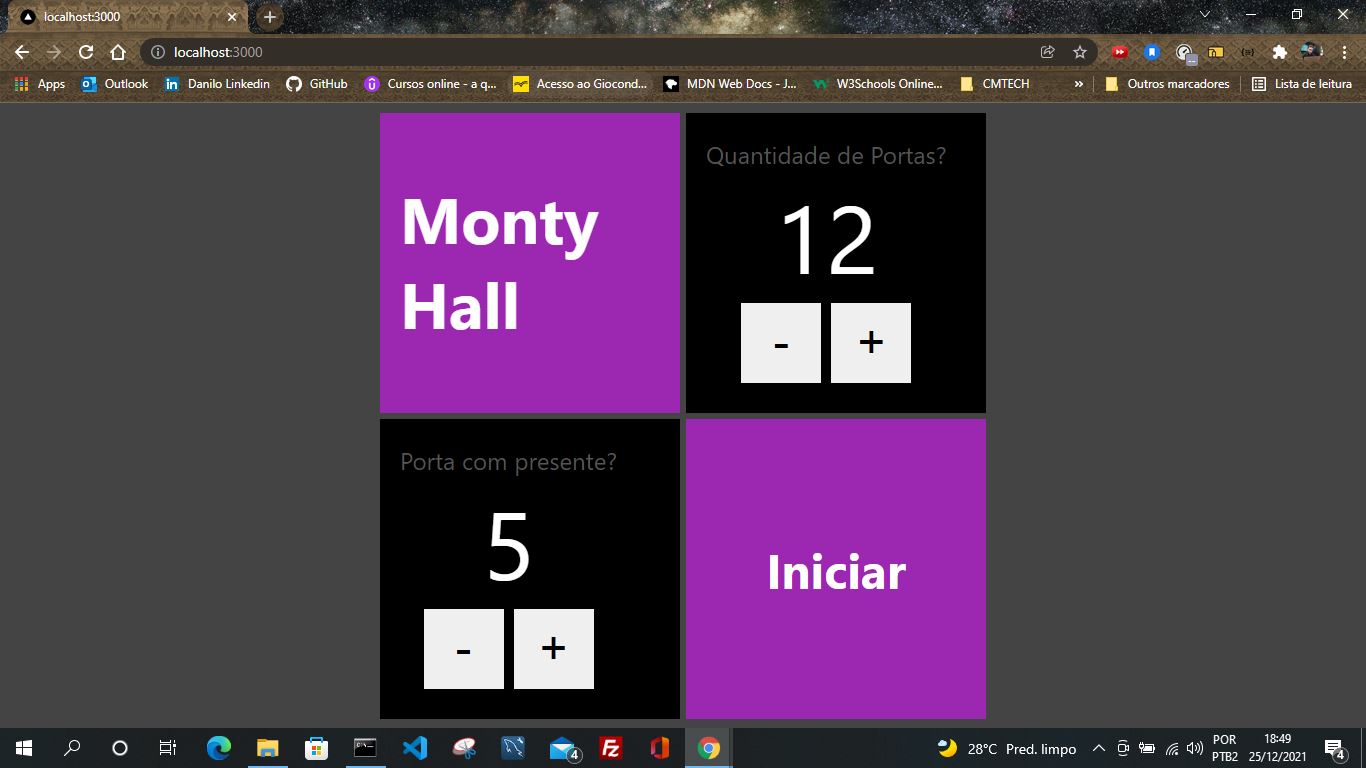 localhost:3000
localhost:3000
Apps
Outlook
Danilo Linkedin
GitHub
Cursos online - a q...
Acesso ao Giocond...
MDN Web Docs - J...
W3Schools Online...
CMTECH
»
Outros marcadores
Lista de leitura
Monty
Hall
Quantidade de Portas?
12
- +
Porta com presente?
5
- +
Iniciar
4
28°C Pred. limpo
POR
PTB2
18:49
25/12/2021
4